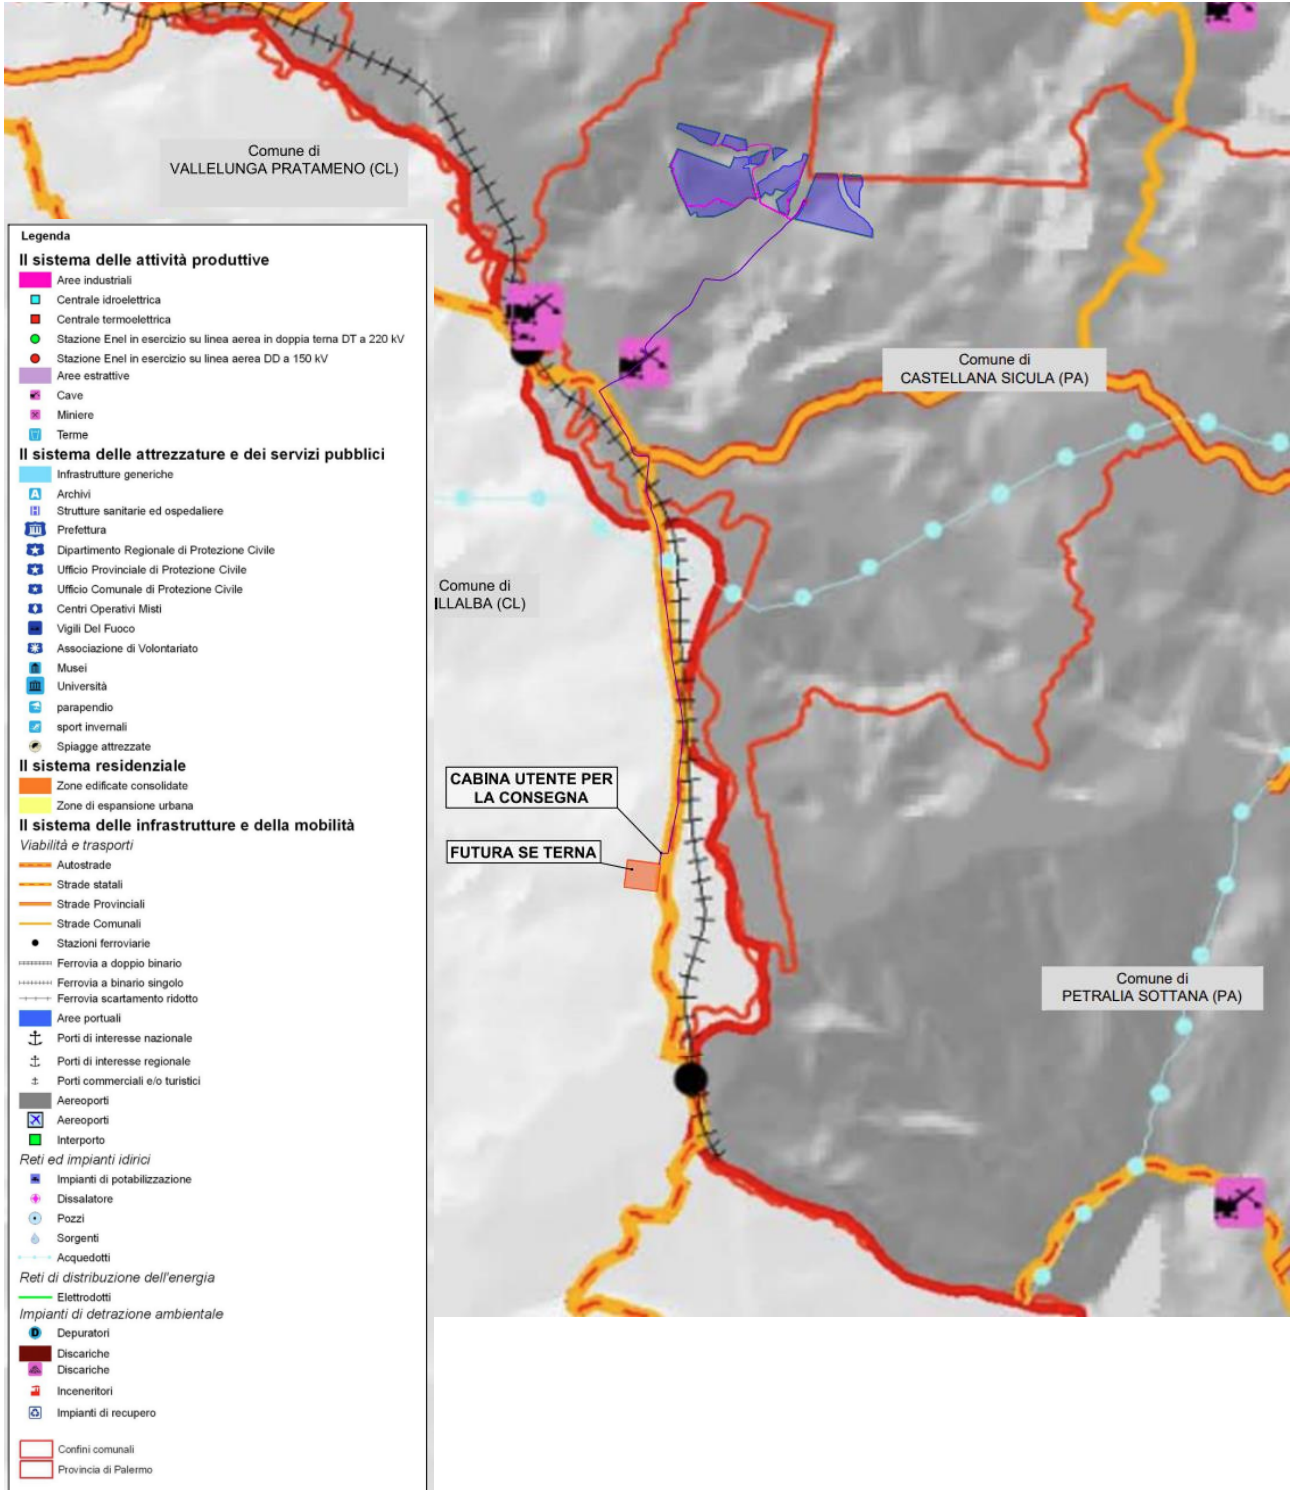 Comune di
VALLELUNGA PRATAMENO (CL)
Legenda
Il sistema delle attività produttive
Aree industriali
Centrale idroelettrica
Centrale termoelettrica
Stazione Enel in esercizio su linea aerea in doppia terna DT a 220 kV
Stazione Enel in esercizio su linea aerea DD a 150 kV
Aree estrattive
Cave
Miniere
Terme
Il sistema delle attrezzature e dei servizi pubblici
Infrastrutture generiche
A Archivi
H Strutture sanitarie ed ospedaliere
Prefettura
Dipartimento Regionale di Protezione Civile
Ufficio Provinciale di Protezione Civile
Ufficio Comunale di Protezione Civile
Centri Operativi Misti
Vigili Del Fuoco
Associazione di Volontariato
Musei
Università
parapendio
sport invernali
Spiagge attrezzate
Il sistema residenziale
Zone edificate consolidate
Zone di espansione urbana
Il sistema delle infrastrutture e della mobilità
Viabilità e trasporti
Autostrade
Strade statali
Strade Provinciali
Strade Comunali
Stazioni ferroviarie
Ferrovia a doppio binario
Ferrovia a binario singolo
Ferrovia scartamento ridotto
Aree portuali
Porti di interesse nazionale
Porti di interesse regionale
Porti commerciali e/o turistici
Aereoporti
Aereoporti
Interporto
Reti ed impianti idirici
Impianti di potabilizzazione
Dissalatore
Pozzi
Sorgenti
Acquedotti
Reti di distribuzione dell'energia
Elettrodotti
Impianti di detrazione ambientale
D Depuratori
Discariche
Discariche
Inceneritori
Impianti di recupero
Confini comunali
Provincia di Palermo
Comune di
CASTELLANA SICULA (PA)
Comune di
ILLALBA (CL)
CABINA UTENTE PER
LA CONSEGNA
FUTURA SE TERNA
Comune di
PETRALIA SOTTANA (PA)